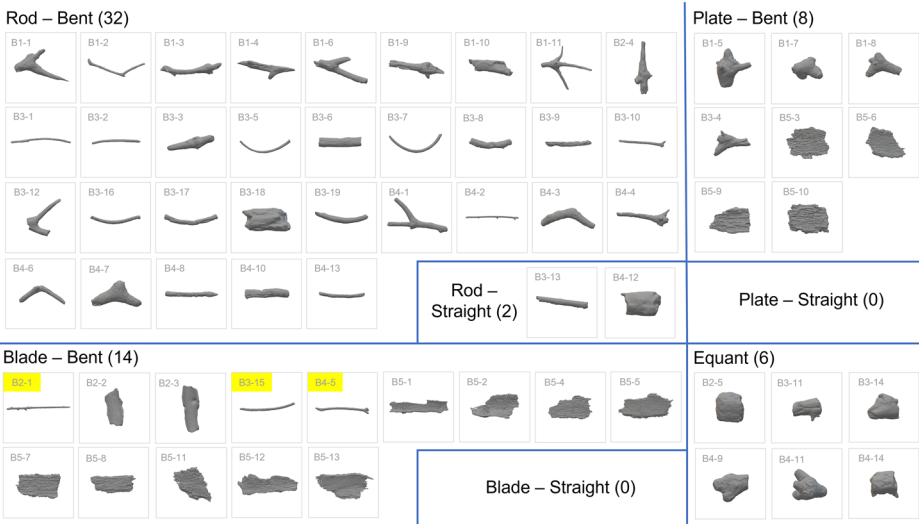 Rod – Bent (32)
B1-1 B1-2 B1-3 B1-4 B1-6 B1-9 B1-10 B1-11 B2-4
B3-1 B3-2 B3-3 B3-5 B3-6 B3-7 B3-8 B3-9 B3-10
B3-12 B3-16 B3-17 B3-18 B3-19 B4-1 B4-2 B4-3 B4-4
B4-6 B4-7 B4-8 B4-10 B4-13
Plate – Bent (8)
B1-5 B1-7 B1-8
B3-4 B5-3 B5-6
B5-9 B5-10
Rod –
Straight (2)
B3-13 B4-12
Plate – Straight (0)
Blade – Bent (14)
B2-1 B2-2 B2-3 B3-15 B4-5 B5-1 B5-2 B5-4 B5-5
B5-7 B5-8 B5-11 B5-12 B5-13
Blade – Straight (0)
Equant (6)
B2-5 B3-11 B3-14
B4-9 B4-11 B4-14